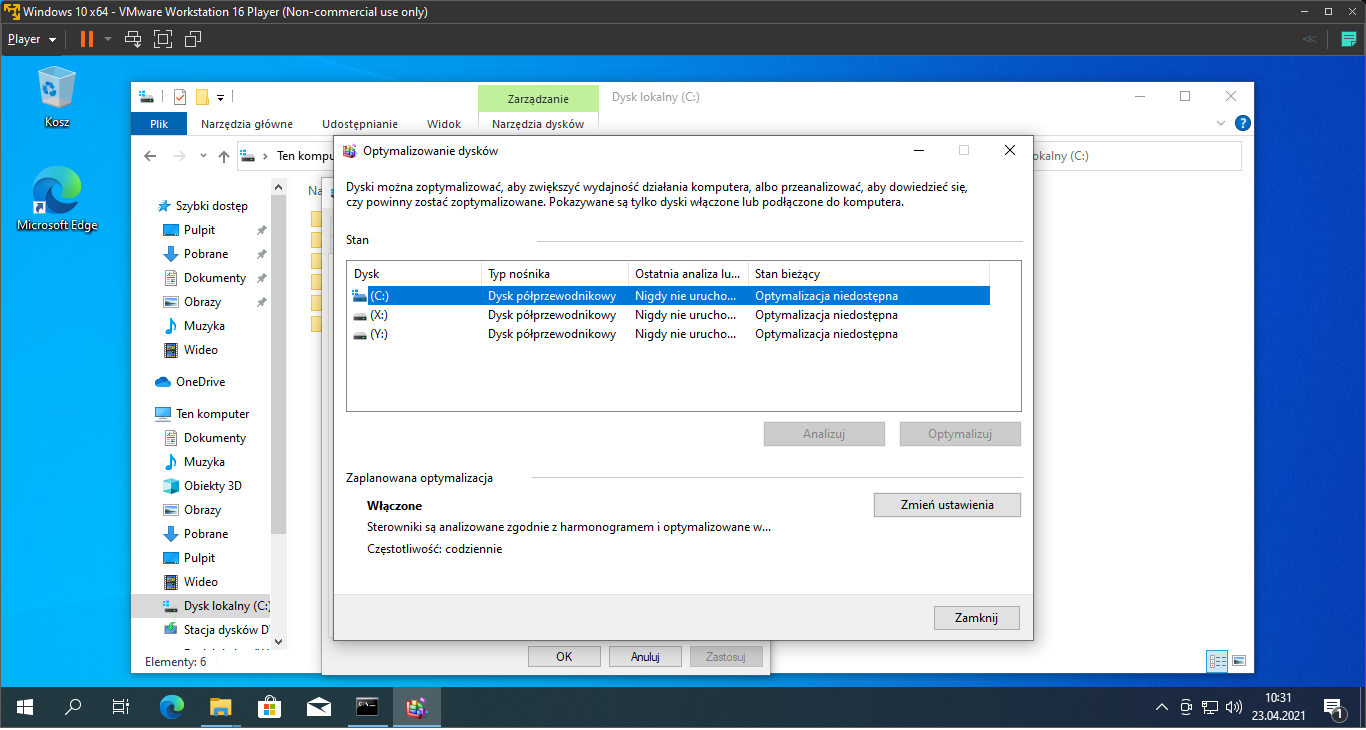 Windows 10 x64 - VMware Workstation 16 Player (Non-commercial use only)
Player
Kosz
Microsoft Edge
Zarządzanie
Dysk lokalny (C:)
Plik
Narzędzia główne
Udostępnianie
Widok
Narzędzia dysków
Ten kompu
okalny (C:)
Na
Szybki dostęp
Pulpit
Pobrane
Dokumenty
Obrazy
Muzyka
Wideo
OneDrive
Ten komputer
Dokumenty
Muzyka
Obiekty 3D
Obrazy
Pobrane
Pulpit
Wideo
Dysk lokalny (C:)
Stacja dysków D
Elementy: 6
Optymalizowanie dysków
Dyski można zoptymalizować, aby zwiększyć wydajność działania komputera, albo przeanalizować, aby dowiedzieć się,
czy powinny zostać zoptymalizowane. Pokazywane są tylko dyski włączone lub podłączone do komputera.
Stan
Dysk Typ nośnika Ostatnia analiza lu... Stan bieżący
(C:) Dysk półprzewodnikowy Nigdy nie urucho... Optymalizacja niedostępna
(X:) Dysk półprzewodnikowy Nigdy nie urucho... Optymalizacja niedostępna
(Y:) Dysk półprzewodnikowy Nigdy nie urucho... Optymalizacja niedostępna
Analizuj
Optymalizuj
Zaplanowana optymalizacja
Włączone
Zmień ustawienia
Sterowniki są analizowane zgodnie z harmonogramem i optymalizowane w...
Częstotliwość: codziennie
Zamknij
OK
Anuluj
Zastosuj
10:31
23.04.2021
1